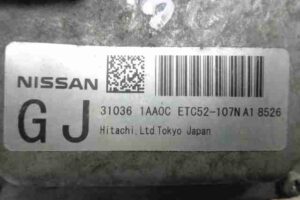 NISSAN
GJ
31036 1AA0C ETC52-107N A1 8526
Hitachi,Ltd Tokyo Japan